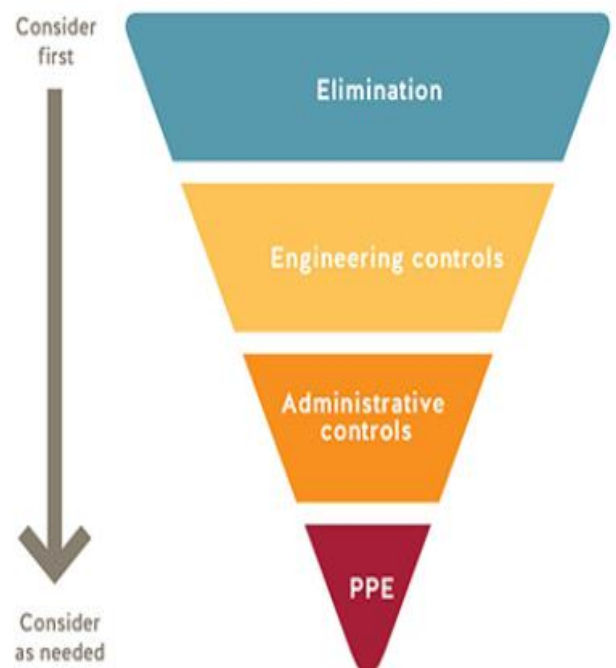 Consider
first
Elimination
Engineering controls
Administrative
controls
PPE
Consider
as needed